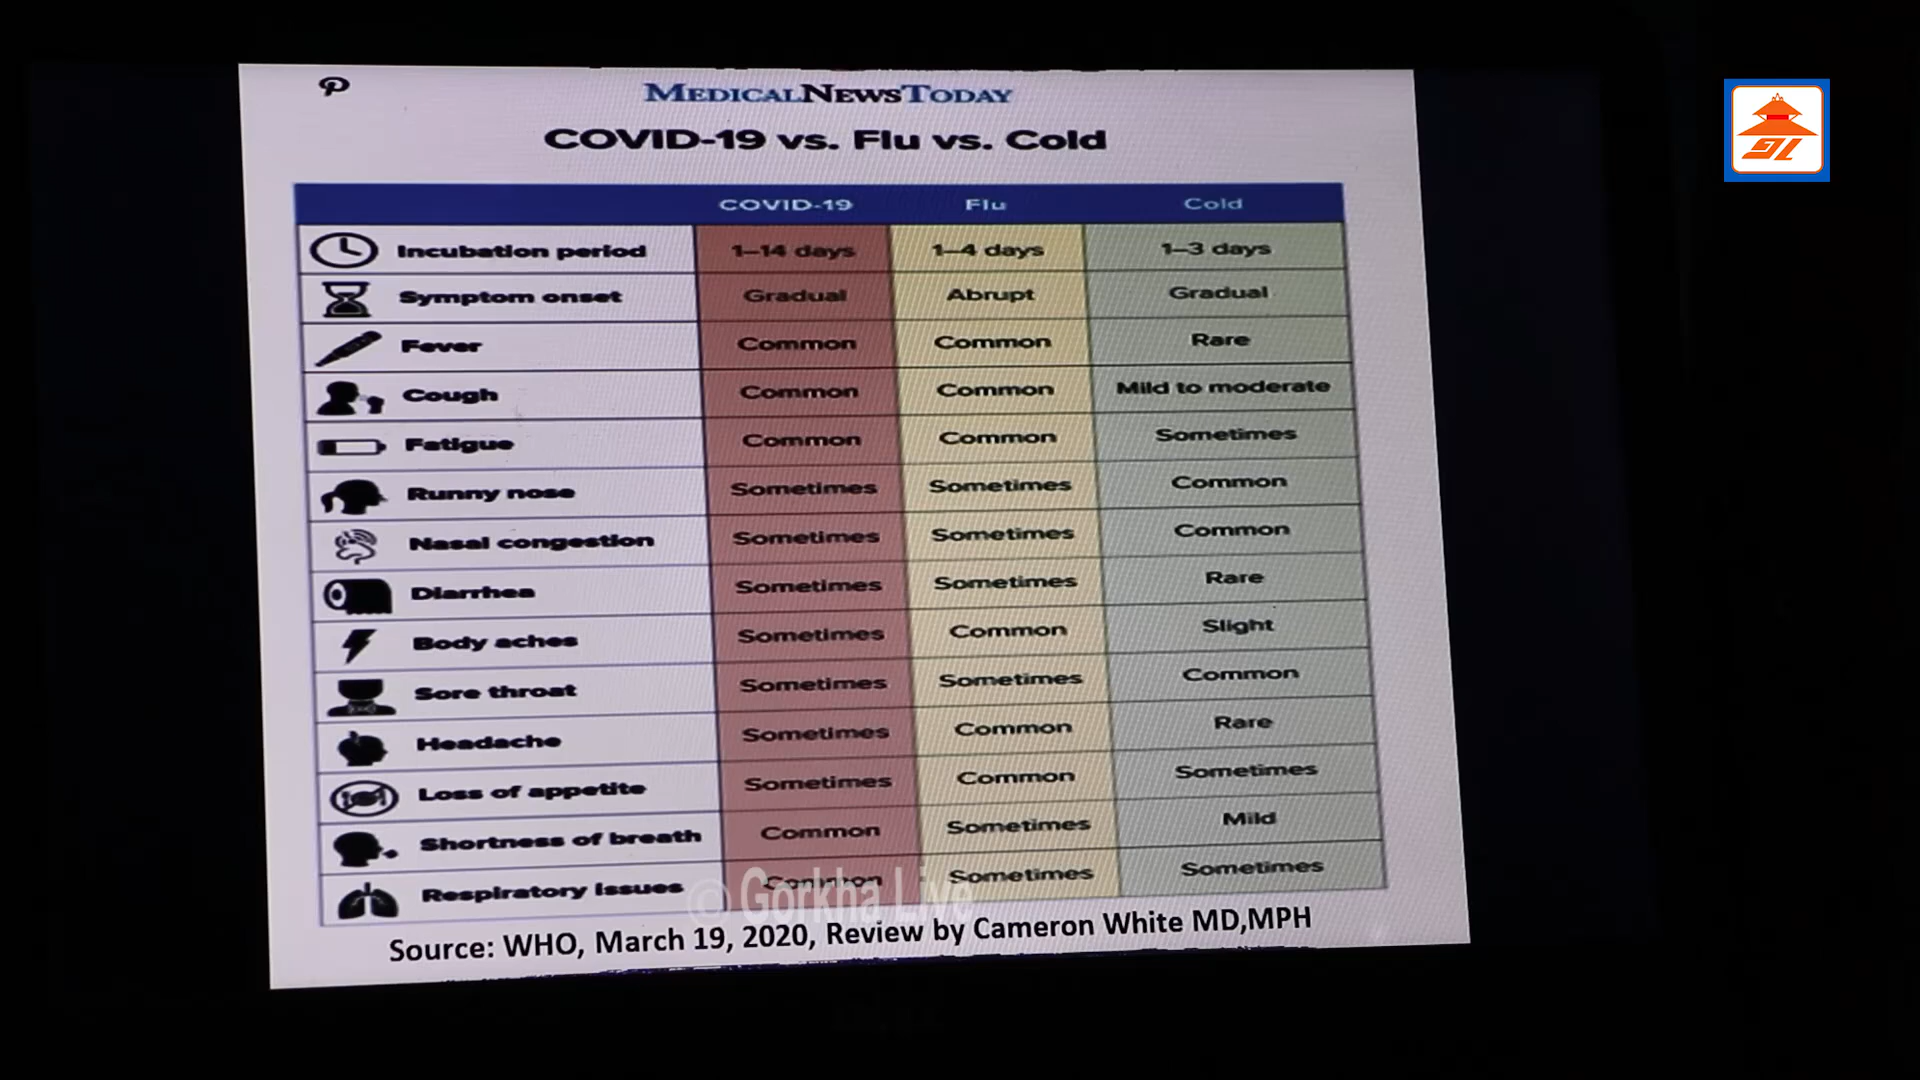 MEDICALNEWSTODAY
COVID-19 vs. Flu vs. Cold
COVID-19 Flu Cold
Incubation period 1–14 days 1–4 days 1–3 days
Symptom onset Gradual Abrupt Gradual
Fever Common Common Rare
Cough Common Common Mild to moderate
Fatigue Common Common Sometimes
Runny nose Sometimes Sometimes Common
Nasal congestion Sometimes Sometimes Common
Diarrhea Sometimes Sometimes Rare
Body aches Sometimes Common Slight
Sore throat Sometimes Sometimes Common
Headache Sometimes Common Rare
Loss of appetite Sometimes Common Sometimes
Shortness of breath Common Sometimes Mild
Respiratory issues Common Sometimes Sometimes
© Gorkha Live
Source: WHO, March 19, 2020, Review by Cameron White MD,MPH